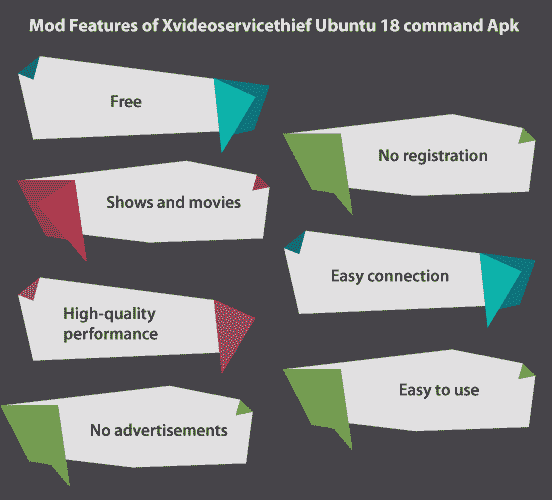 Mod Features of Xvideoservicethief Ubuntu 18 command Apk
Free
No registration
Shows and movies
Easy connection
High-quality
performance
Easy to use
No advertisements